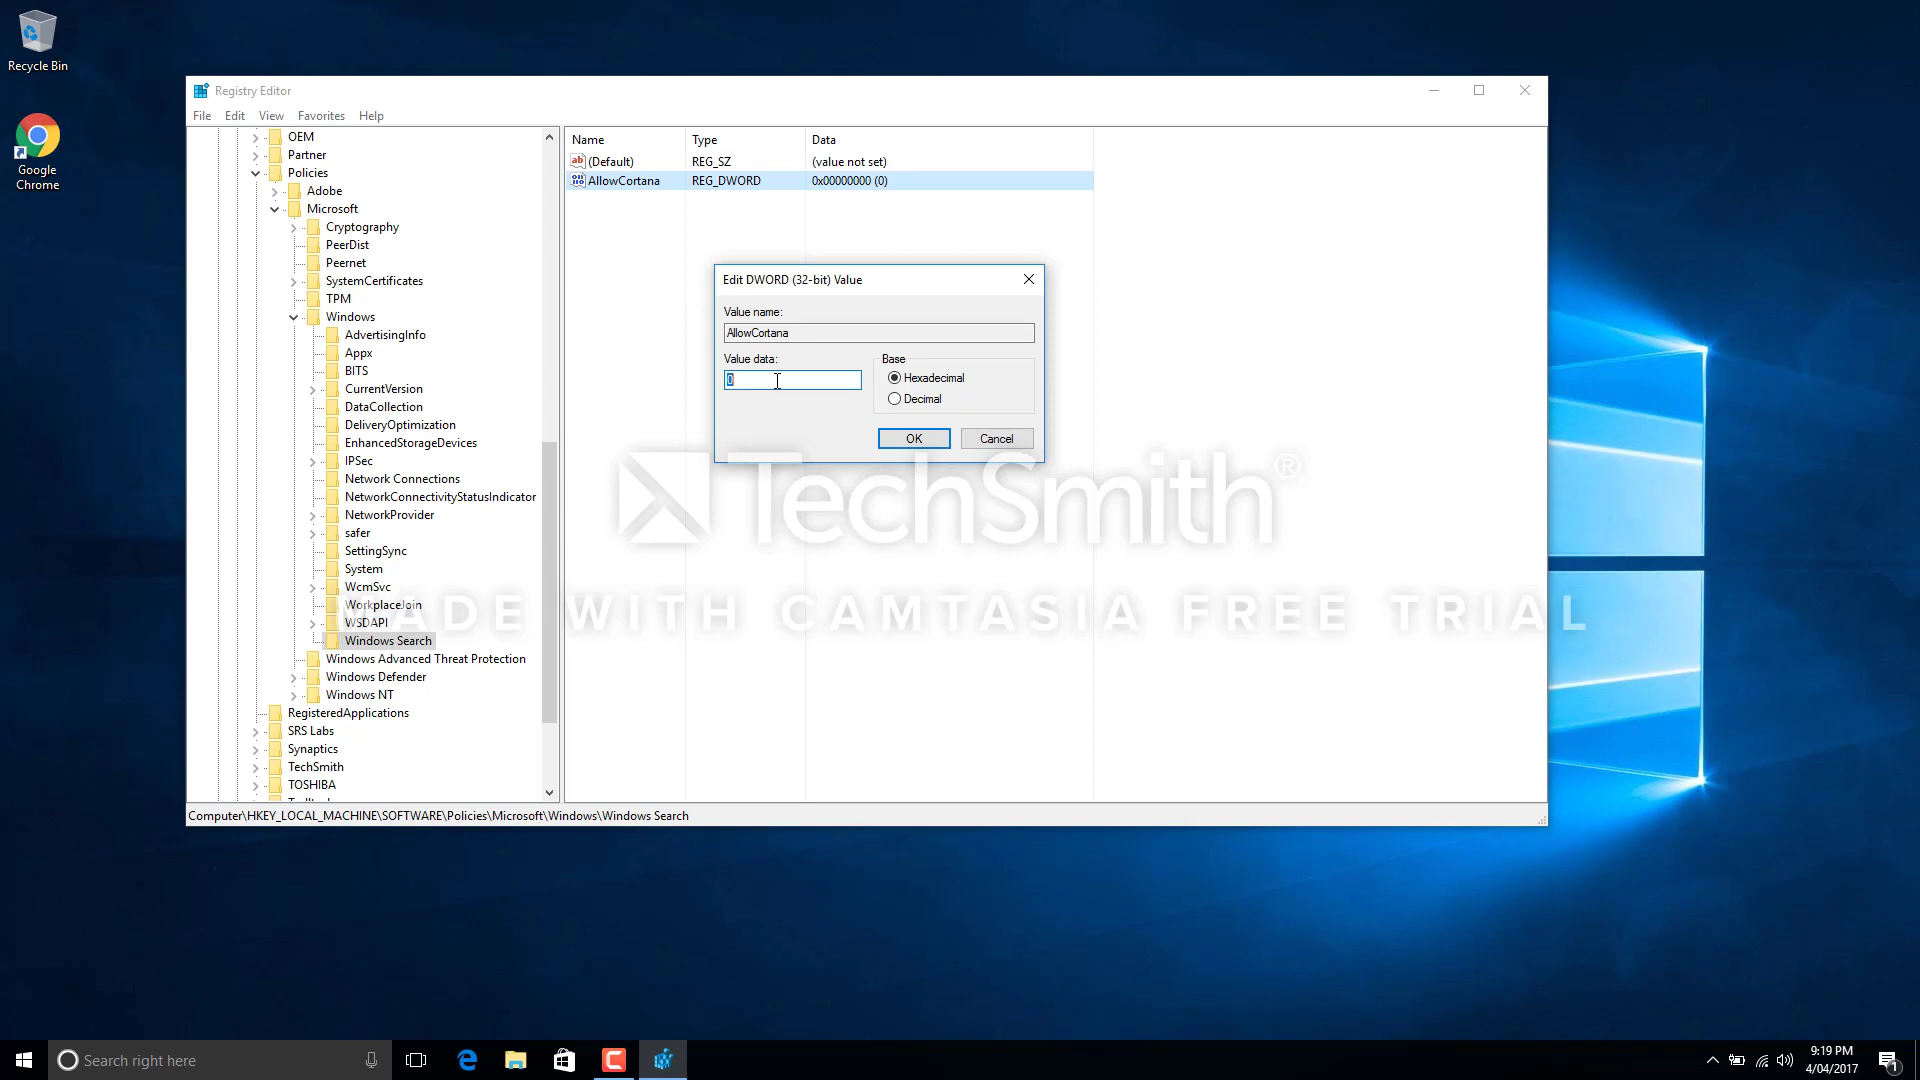 Recycle Bin
Google
Chrome
Registry Editor
File Edit View Favorites Help
OEM
Partner
Policies
Adobe
Microsoft
Cryptography
PeerDist
Peernet
SystemCertificates
TPM
Windows
AdvertisingInfo
Appx
BITS
CurrentVersion
DataCollection
DeliveryOptimization
EnhancedStorageDevices
IPSec
Network Connections
NetworkConnectivityStatusIndicator
NetworkProvider
safer
SettingSync
System
WcmSvc
WorkplaceJoin
WSDAPI
Windows Search
Windows Advanced Threat Protection
Windows Defender
Windows NT
RegisteredApplications
SRS Labs
Synaptics
TechSmith
TOSHIBA
Name Type Data
ab (Default) REG_SZ (value not set)
AllowCortana REG_DWORD 0x00000000 (0)
Edit DWORD (32-bit) Value
Value name:
AllowCortana
Value data:
0
Base
Hexadecimal
Decimal
OK Cancel
TechSmith®
MADE WITH CAMTASIA FREE TRIAL
Computer\HKEY_LOCAL_MACHINE\SOFTWARE\Policies\Microsoft\Windows\Windows Search
Search right here
9:19 PM
4/04/2017
1